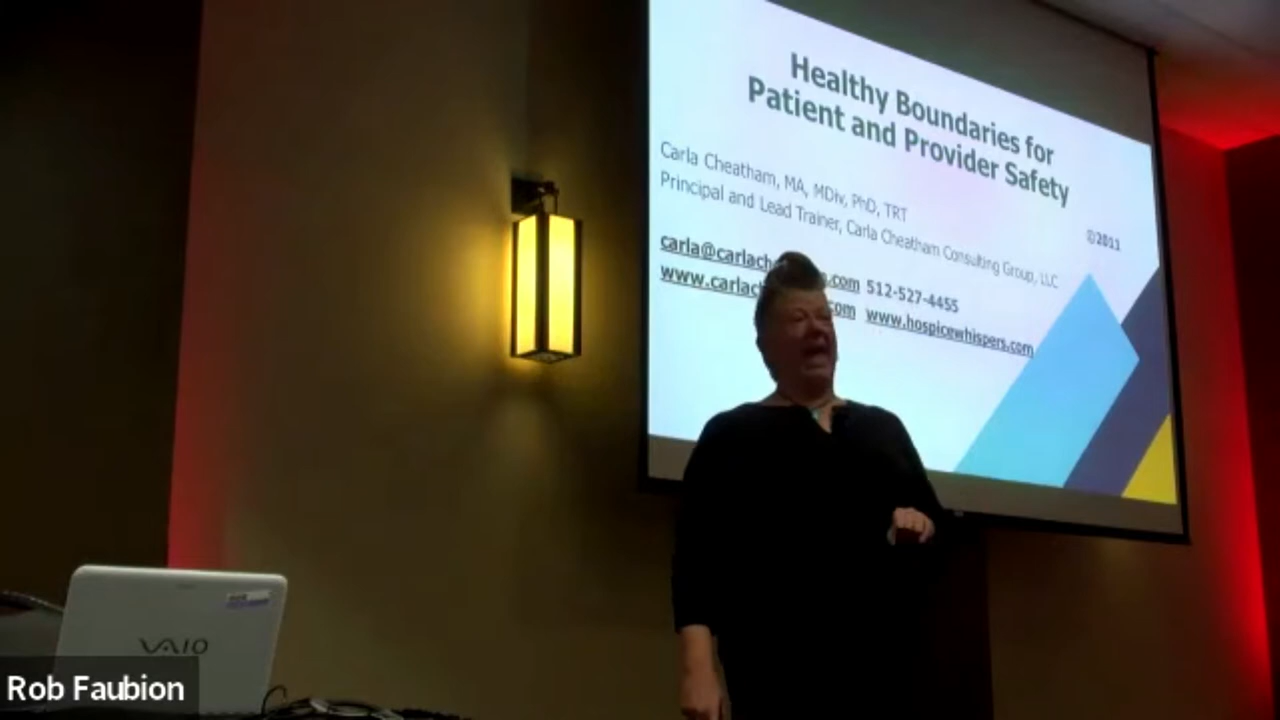 Healthy Boundaries for
Patient and Provider Safety
Carla Cheatham, MA, MDiv, PhD, TRT
Principal and Lead Trainer, Carla Cheatham Consulting Group, LLC
©2011
.com 512-527-4455
www.hospicewhispers.com
VAIO
Rob Faubion